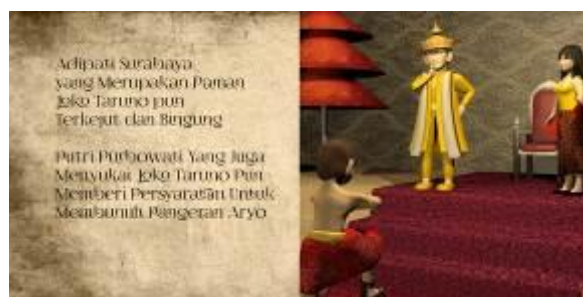 Adipati Surabaya
yang Merupakan Paman
Joko Taruno pun
Terkejut dan Bingung
Putri Purbowati Yang Juga
Menyukai Joko Taruno Pun
Memberi Persyaratan Untuk
Membunuh Pangeran Aryo